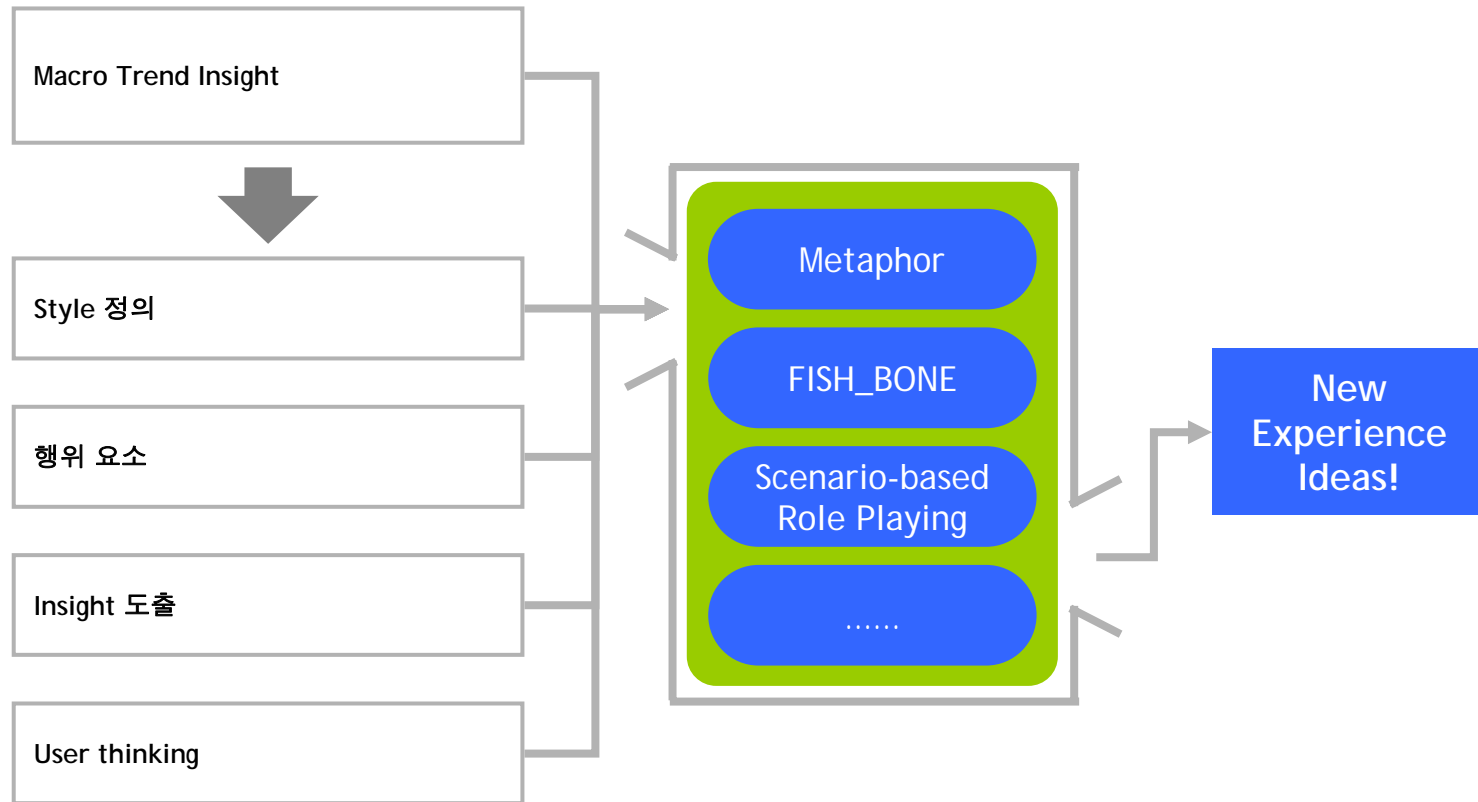 Macro Trend Insight
Style 정의
행위 요소
Insight 도출
User thinking
Metaphor
FISH_BONE
Scenario-based
Role Playing
......
New
Experience
Ideas!